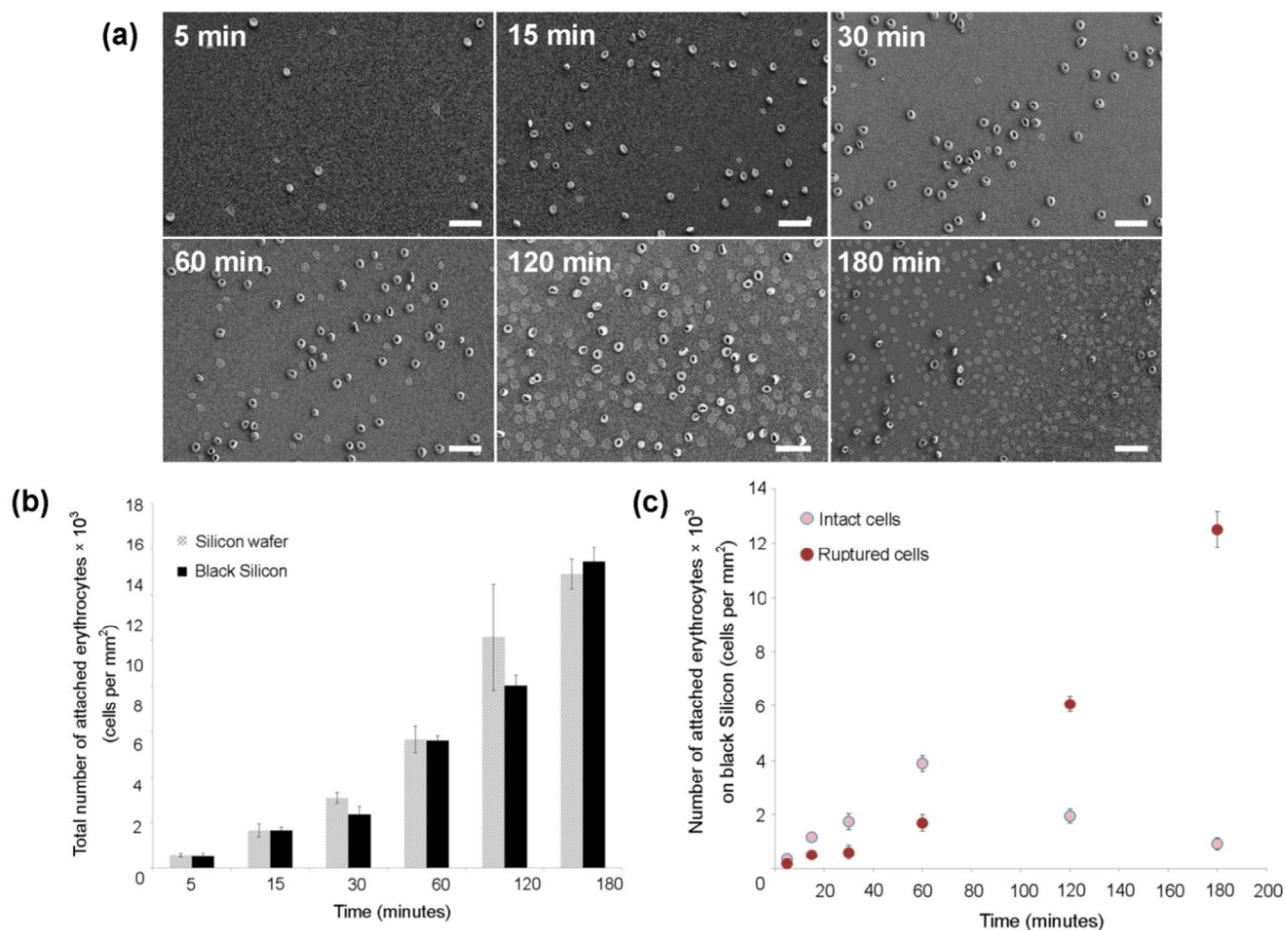 (a)
5 min
15 min
30 min
60 min
120 min
180 min
(b)
Total number of attached erythrocytes × 10³
(cells per mm²)
18
16
14
12
10
8
6
4
2
0
Silicon wafer
Black Silicon
5
15
30
60
120
180
Time (minutes)
(c)
Number of attached erythrocytes × 10³
on black Silicon (cells per mm²)
14
12
10
8
6
4
2
0
Intact cells
Ruptured cells
20
40
60
80
100
120
140
160
180
200
Time (minutes)